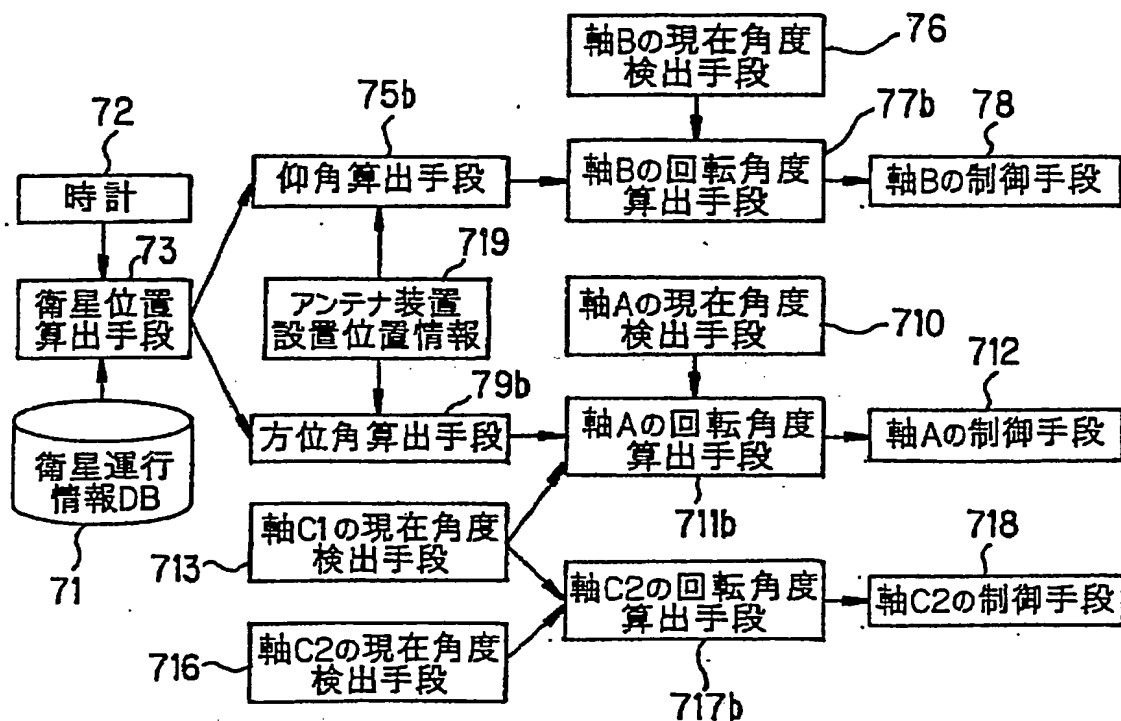 軸Bの現在角度
検出手段
76
72
75b
77b
78
時計
仰角算出手段
軸Bの回転角度
算出手段
軸Bの制御手段
73
719
衛星位置
算出手段
アンテナ装置
設置位置情報
軸Aの現在角度
検出手段
710
79b
712
衛星運行
情報DB
方位角算出手段
軸Aの回転角度
算出手段
軸Aの制御手段
71
713
軸C1の現在角度
検出手段
711b
718
716
軸C2の現在角度
検出手段
軸C2の回転角度
算出手段
軸C2の制御手段
717b